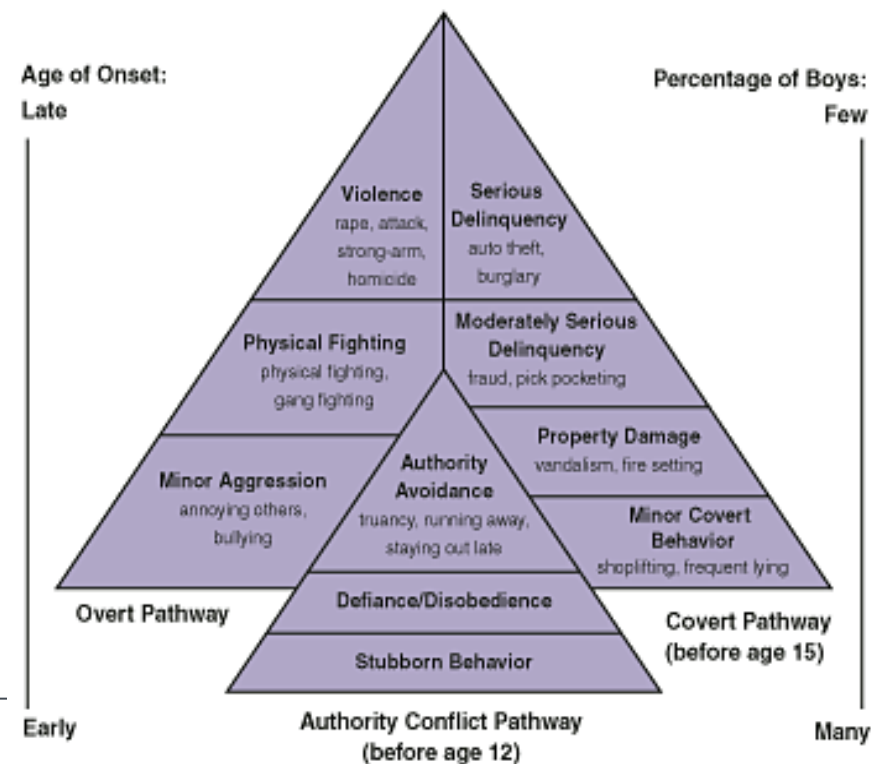 Age of Onset:
Late
Percentage of Boys:
Few
Violence
rape, attack,
strong-arm,
homicide
Serious
Delinquency
auto theft,
burglary
Physical Fighting
physical fighting,
gang fighting
Moderately Serious
Delinquency
fraud, pick pocketing
Minor Aggression
annoying others,
bullying
Authority
Avoidance
truancy, running away,
staying out late
Property Damage
vandalism, fire setting
Minor Covert
Behavior
shoplifting, frequent lying
Defiance/Disobedience
Stubborn Behavior
Overt Pathway
Covert Pathway
(before age 15)
Authority Conflict Pathway
(before age 12)
Early
Many